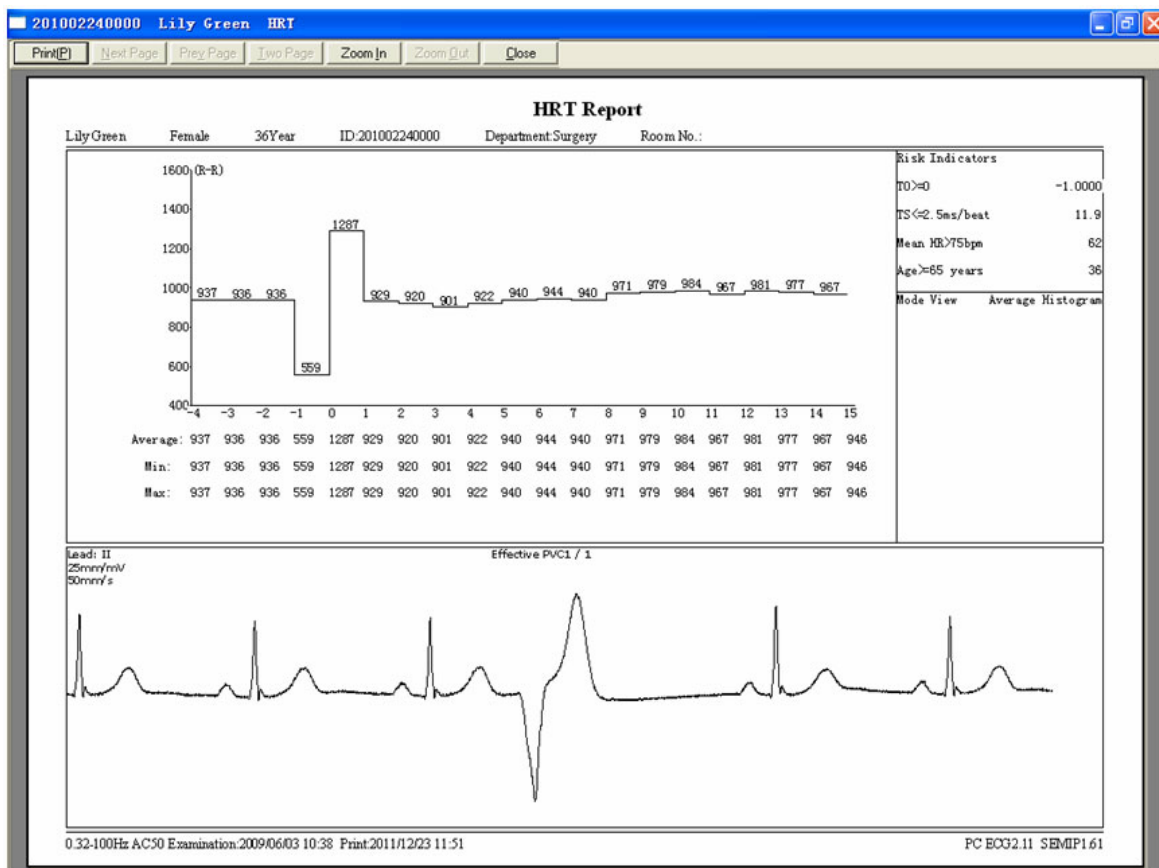 201002240000 Lily Green HRT
Print(P) Next Page Prev Page Two Page Zoom In Zoom Out Close
HRT Report
Lily Green Female 36Year ID:201002240000 Department:Surgery Room No.:
1600 (R-R)
1400
1200
1000
800
600
400
937 936 936 559 1287 929 920 901 922 940 944 940 971 979 984 967 981 977 967
-4 -3 -2 -1 0 1 2 3 4 5 6 7 8 9 10 11 12 13 14 15
Average: 937 936 936 559 1287 929 920 901 922 940 944 940 971 979 984 967 981 977 967 946
Min: 937 936 936 559 1287 929 920 901 922 940 944 940 971 979 984 967 981 977 967 946
Max: 937 936 936 559 1287 929 920 901 922 940 944 940 971 979 984 967 981 977 967 946
Risk Indicators
TO>=0 -1.0000
TS<=2.5ms/beat 11.9
Mean HR>75bpm 62
Age>=65 years 36
Mode View Average Histogram
Lead: II Effective PVC1 / 1
25mm/mV
50mm/s
0.32-100Hz AC50 Examination:2009/06/03 10:38 Print:2011/12/23 11:51 PC ECG2.11 SEMIP1.61